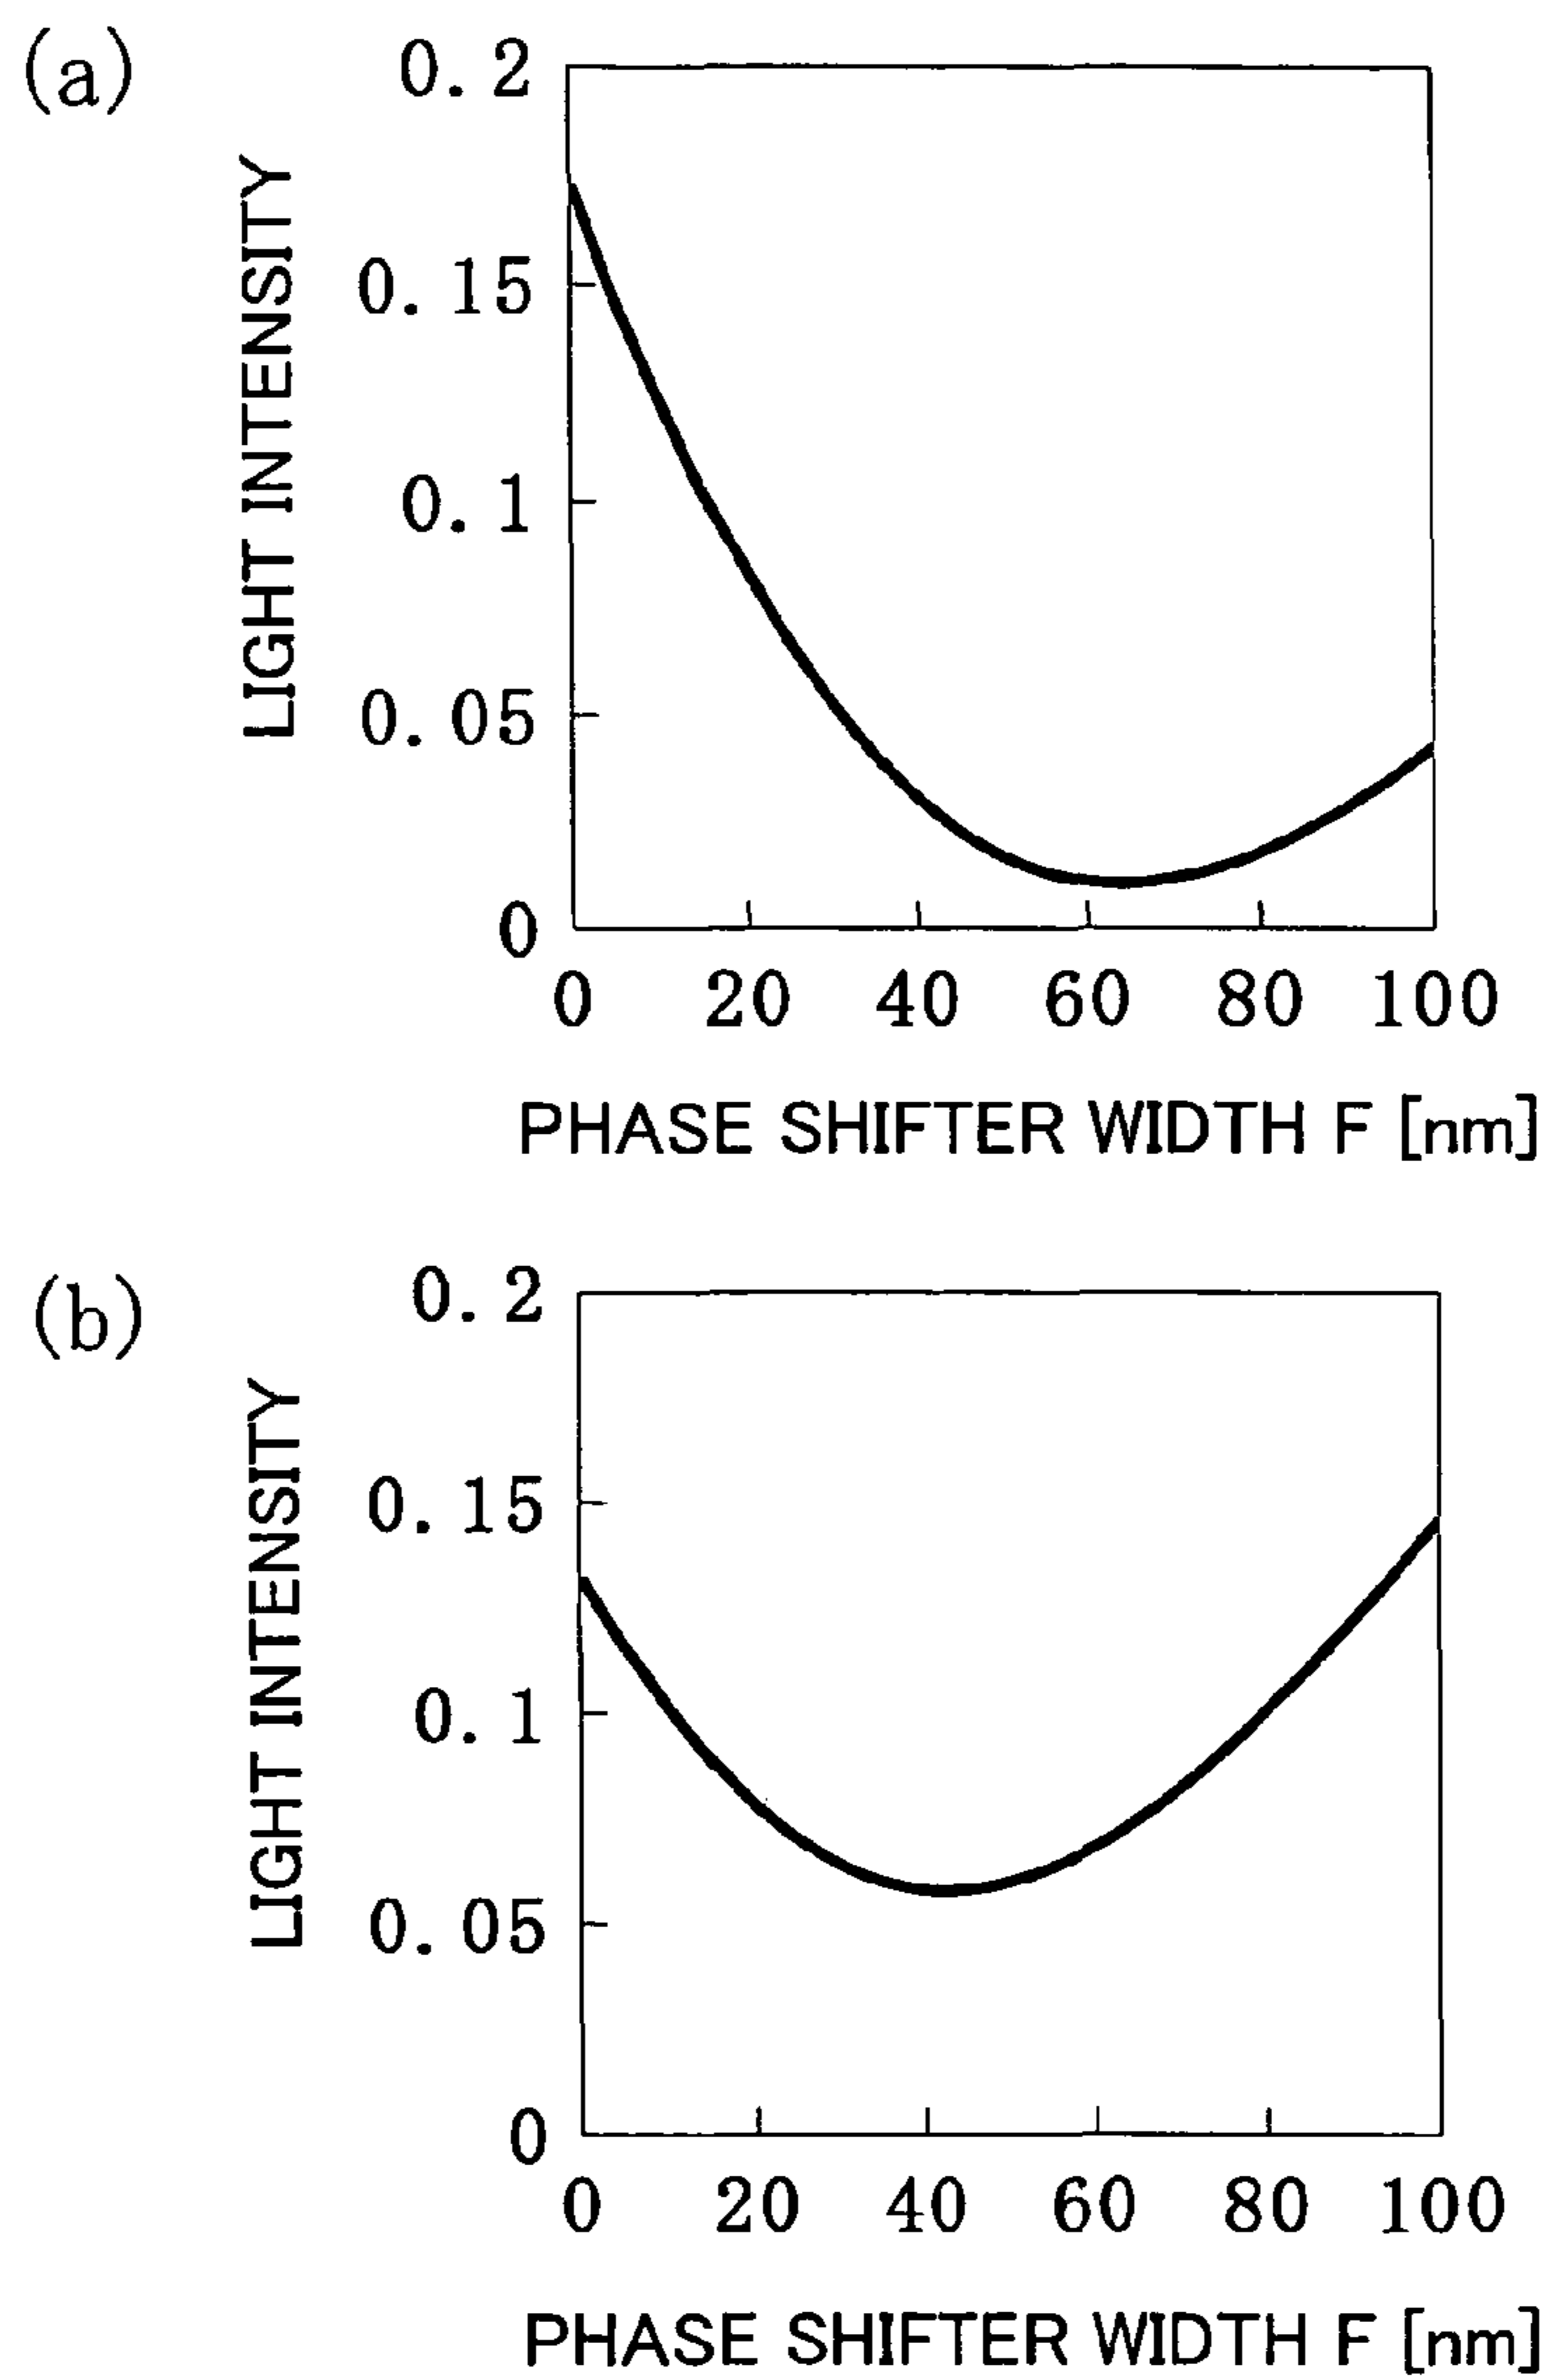 (a)
LIGHT INTENSITY
0.2
0.15
0.1
0.05
0
0 20 40 60 80 100
PHASE SHIFTER WIDTH F [nm]
(b)
LIGHT INTENSITY
0.2
0.15
0.1
0.05
0
0 20 40 60 80 100
PHASE SHIFTER WIDTH F [nm]